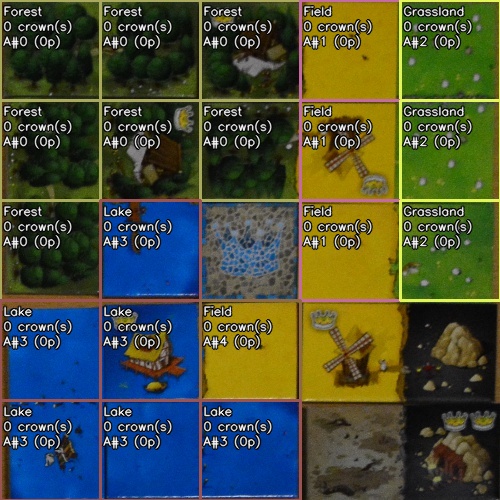 Forest
0 crown(s)
A#0 (0p)
Forest
0 crown(s)
A#0 (0p)
Forest
0 crown(s)
A#0 (0p)
Field
0 crown(s)
A#1 (0p)
Grassland
0 crown(s)
A#2 (0p)
Forest
0 crown(s)
A#0 (0p)
Forest
0 crown(s)
A#0 (0p)
Forest
0 crown(s)
A#0 (0p)
Field
0 crown(s)
A#1 (0p)
Grassland
0 crown(s)
A#2 (0p)
Forest
0 crown(s)
A#0 (0p)
Lake
0 crown(s)
A#3 (0p)
Field
0 crown(s)
A#1 (0p)
Grassland
0 crown(s)
A#2 (0p)
Lake
0 crown(s)
A#3 (0p)
Lake
0 crown(s)
A#3 (0p)
Field
0 crown(s)
A#4 (0p)
Lake
0 crown(s)
A#3 (0p)
Lake
0 crown(s)
A#3 (0p)
Lake
0 crown(s)
A#3 (0p)